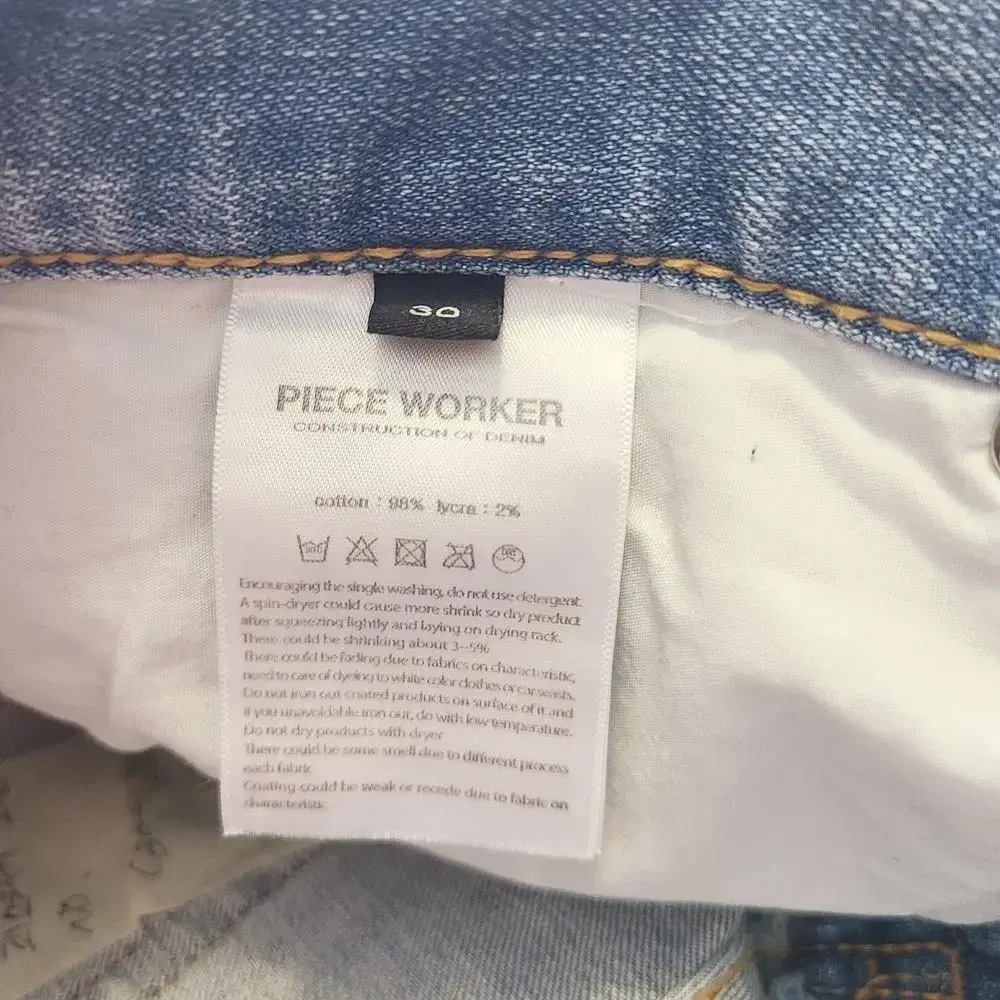 30
PIECE WORKER
CONSTRUCTION OF DENIM
cotton : 98% lycra : 2%
Encouraging the single washing, do not use detergent.
A spin-dryer could cause more shrink so dry product
after squeezing lightly and laying on drying rack.
There could be shrinking about 3~5%
There could be fading due to fabrics on characteristic,
need to care of dyeing to white color clothes or car seats.
Do not iron out coated products on surface of it and
if you unavoidable iron out, do with low temperature.
Do not dry products with dryer
There could be some smell due to different process
each fabric
Coating could be weak or recede due to fabric on
characteristic